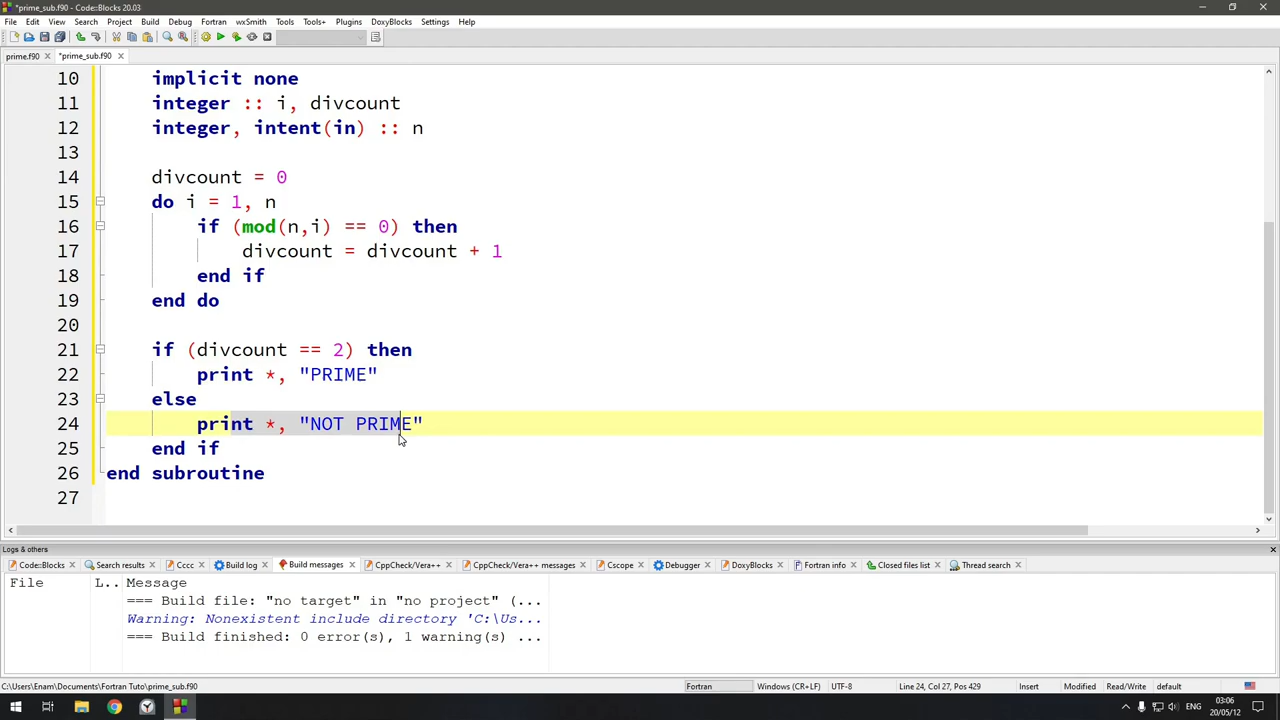 *prime_sub.f90 - Code::Blocks 20.03
File Edit View Search Project Build Debug Fortran wxSmith Tools Tools+ Plugins DoxyBlocks Settings Help
prime.f90 *prime_sub.f90
10 implicit none
11 integer :: i, divcount
12 integer, intent(in) :: n
13
14 divcount = 0
15 do i = 1, n
16 if (mod(n,i) == 0) then
17 divcount = divcount + 1
18 end if
19 end do
20
21 if (divcount == 2) then
22 print *, "PRIME"
23 else
24 print *, "NOT PRIME"
25 end if
26 end subroutine
27
Logs & others
Code::Blocks Search results Cccc Build log Build messages CppCheck/Vera++ CppCheck/Vera++ messages Cscope Debugger DoxyBlocks Fortran info Closed files list Thread search
File L.. Message
=== Build file: "no target" in "no project" (...
Warning: Nonexistent include directory 'C:\Us...
=== Build finished: 0 error(s), 1 warning(s) ...
C:\Users\Enam\Documents\Fortran Tuto\prime_sub.f90 Fortran Windows (CR+LF) UTF-8 Line 24, Col 27, Pos 429 Insert Modified Read/Write default
ENG 03:06
20/05/12